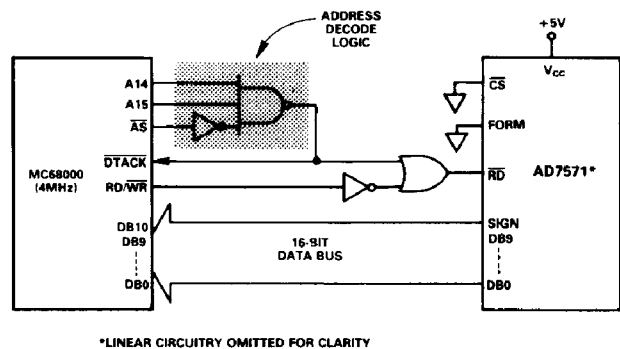 ADDRESS
DECODE
LOGIC
+5V
A14
A15
AS
DTACK
RD/WR
MC68000
(4MHz)
DB10
DB9
DB0
16-BIT
DATA BUS
VCC
CS
FORM
RD
AD7571*
SIGN
DB9
DB0
*LINEAR CIRCUITRY OMITTED FOR CLARITY